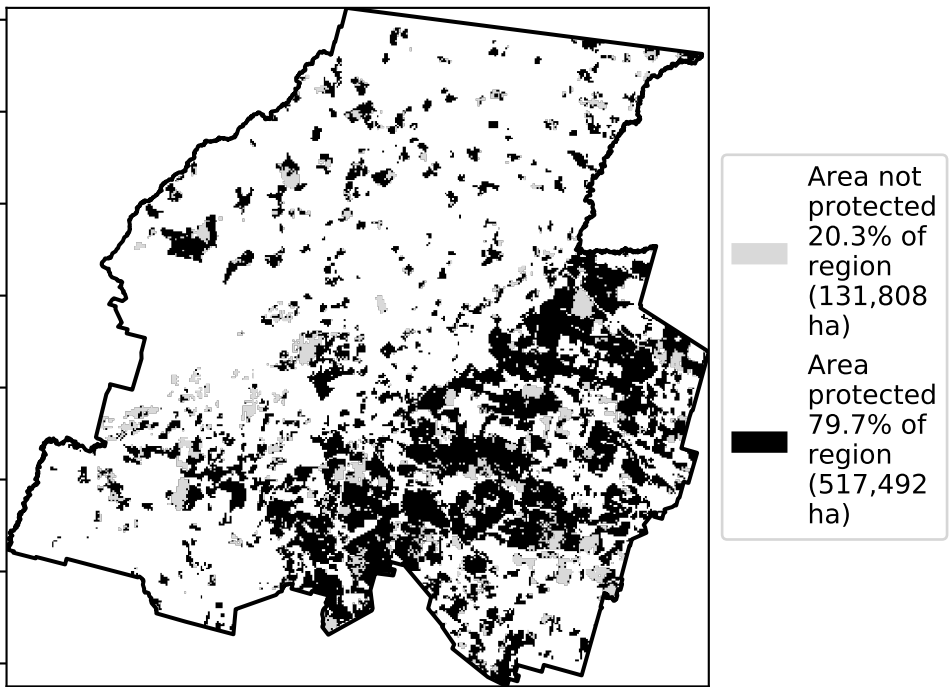 Area not
protected
20.3% of
region
(131,808
ha)
Area
protected
79.7% of
region
(517,492
ha)